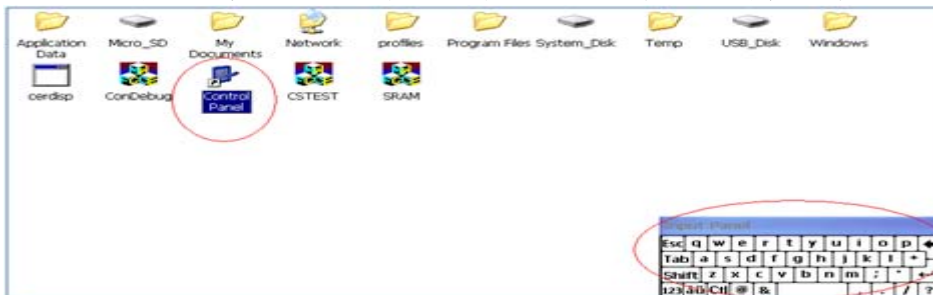 Application Data Micro_SD My Documents Network profiles Program Files System_Disk Temp USB_Disk Windows
cerdisp ConDebug Control Panel CSTEST SRAM
Input Panel
Esc q w e r t y u i o p
Tab a s d f g h j k l
Shift z x c v b n m ; '
123 áü Ctl @ & / ?